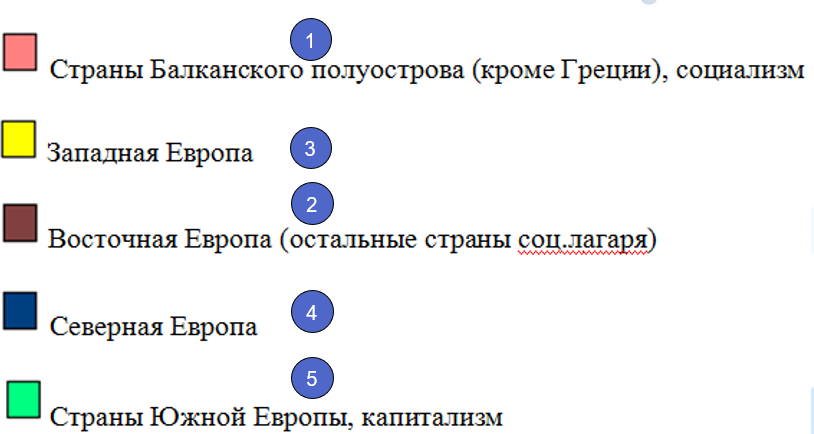 1
Страны Балканского полуострова (кроме Греции), социализм
Западная Европа 3
2
Восточная Европа (остальные страны соц.лагаря)
4
Северная Европа
5
Страны Южной Европы, капитализм